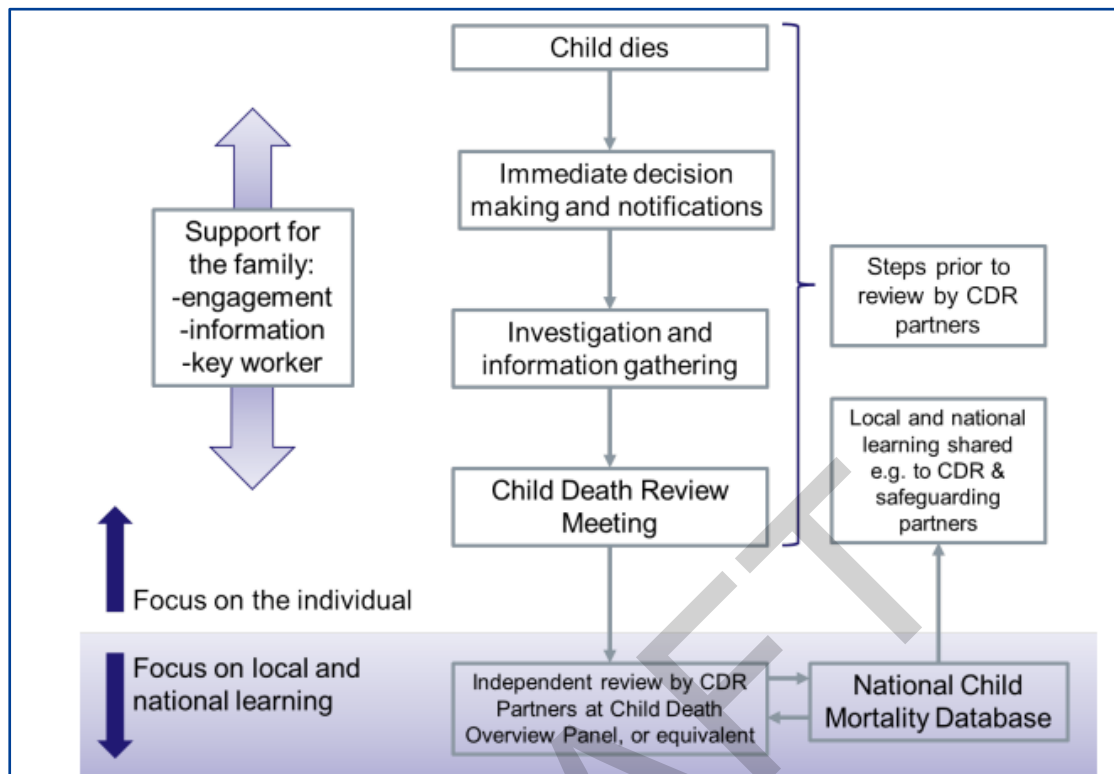 Child dies
Immediate decision
making and notifications
Support for
the family:
-engagement
-information
-key worker
Steps prior to
review by CDR
partners
Investigation and
information gathering
Local and national
learning shared
e.g. to CDR &
safeguarding
partners
Child Death Review
Meeting
Focus on the individual
Focus on local and
national learning
Independent review by CDR
Partners at Child Death
Overview Panel, or equivalent
National Child
Mortality Database
AFT